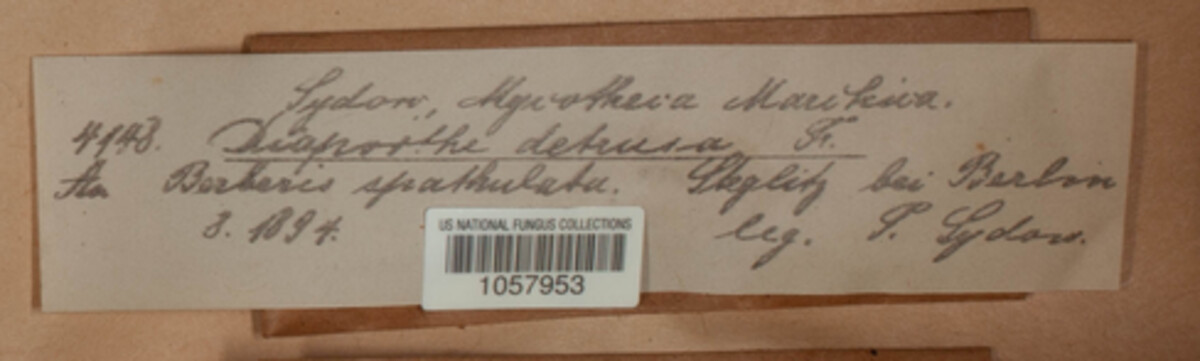 Sydow, Mycotheca Marchica.
4148. Diaporthe detrusa Fr.
An Berberis spathulata. Steglitz bei Berlin
3. 1894. leg. P. Sydow.
US NATIONAL FUNGUS COLLECTIONS
1057953